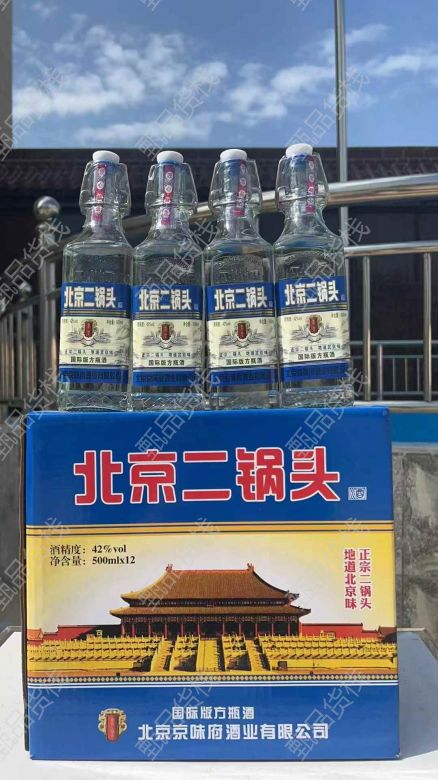 北京二锅头
国际版方瓶酒
北京二锅头
国际版方瓶酒
北京二锅头
国际版方瓶酒
北京二锅头
国际版方瓶酒
北京二锅头
酒精度：42%vol
净含量：500mlx12
正宗二锅头
地道北京味
国际版方瓶酒
北京京味府酒业有限公司
甄品货栈